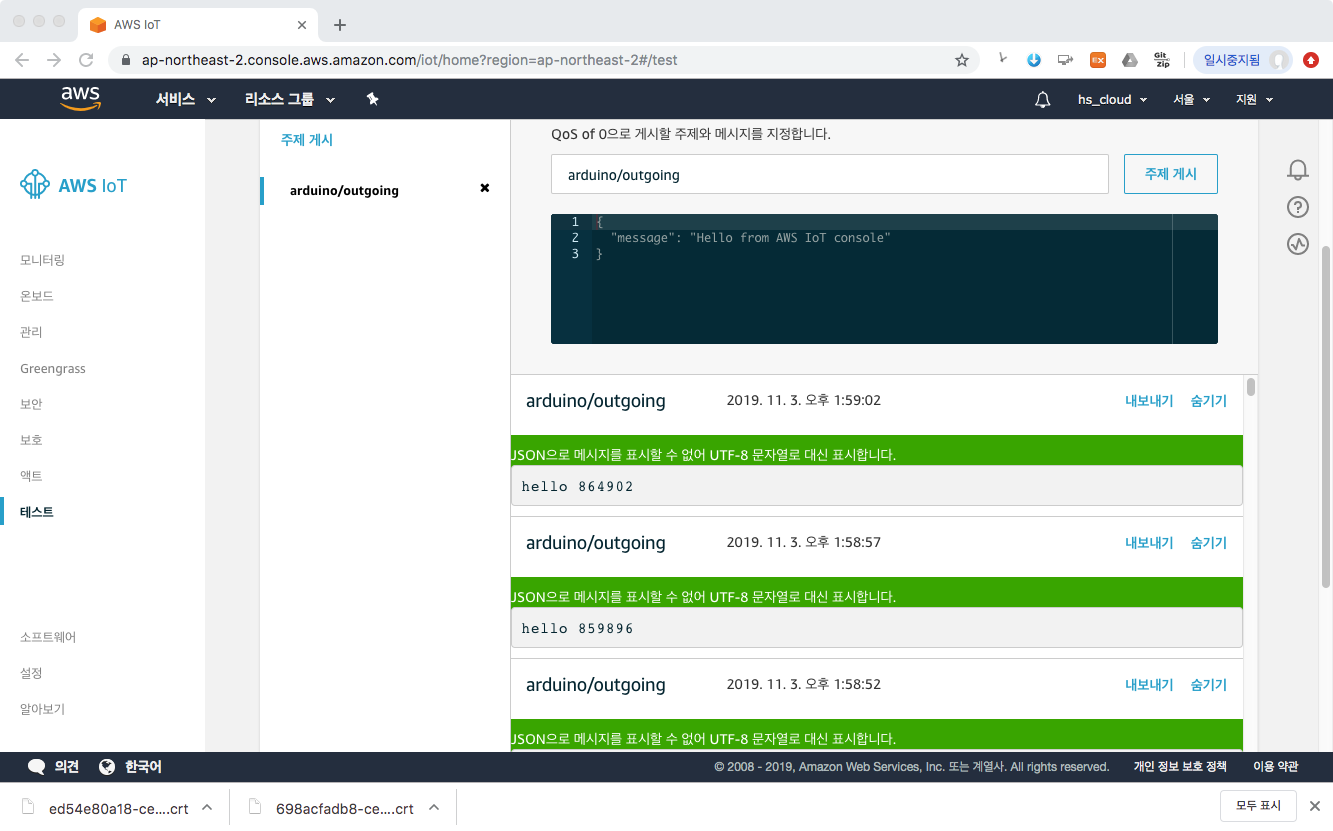 AWS IoT
ap-northeast-2.console.aws.amazon.com/iot/home?region=ap-northeast-2#/test
EX
Git
Zip
일시중지됨
aws
서비스
리소스 그룹
hs_cloud
서울
지원
AWS IoT
모니터링
온보드
관리
Greengrass
보안
보호
액트
테스트
소프트웨어
설정
알아보기
주제 게시
arduino/outgoing
QoS of 0으로 게시할 주제와 메시지를 지정합니다.
arduino/outgoing
주제 게시
1 {
2 "message": "Hello from AWS IoT console"
3 }
arduino/outgoing 2019. 11. 3. 오후 1:59:02 내보내기 숨기기
JSON으로 메시지를 표시할 수 없어 UTF-8 문자열로 대신 표시합니다.
hello 864902
arduino/outgoing 2019. 11. 3. 오후 1:58:57 내보내기 숨기기
JSON으로 메시지를 표시할 수 없어 UTF-8 문자열로 대신 표시합니다.
hello 859896
arduino/outgoing 2019. 11. 3. 오후 1:58:52 내보내기 숨기기
JSON으로 메시지를 표시할 수 없어 UTF-8 문자열로 대신 표시합니다.
의견 한국어
© 2008 - 2019, Amazon Web Services, Inc. 또는 계열사. All rights reserved. 개인 정보 보호 정책 이용 약관
ed54e80a18-ce....crt
698acfadb8-ce....crt
모두 표시